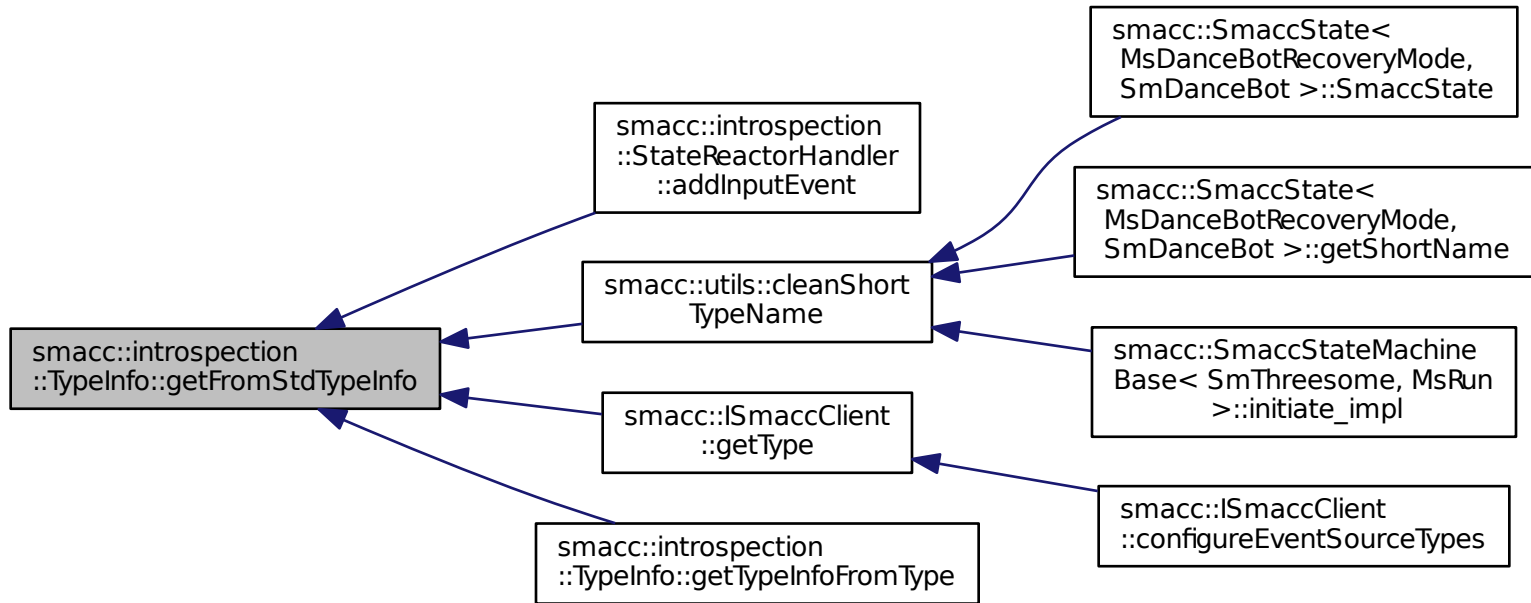 smacc::SmaccState<
MsDanceBotRecoveryMode,
SmDanceBot >::SmaccState
smacc::introspection
::StateReactorHandler
::addInputEvent
smacc::SmaccState<
MsDanceBotRecoveryMode,
SmDanceBot >::getShortName
smacc::utils::cleanShort
TypeName
smacc::introspection
::TypeInfo::getFromStdTypeInfo
smacc::SmaccStateMachine
Base< SmThreesome, MsRun
>::initiate_impl
smacc::ISmaccClient
::getType
smacc::ISmaccClient
::configureEventSourceTypes
smacc::introspection
::TypeInfo::getTypeInfoFromType